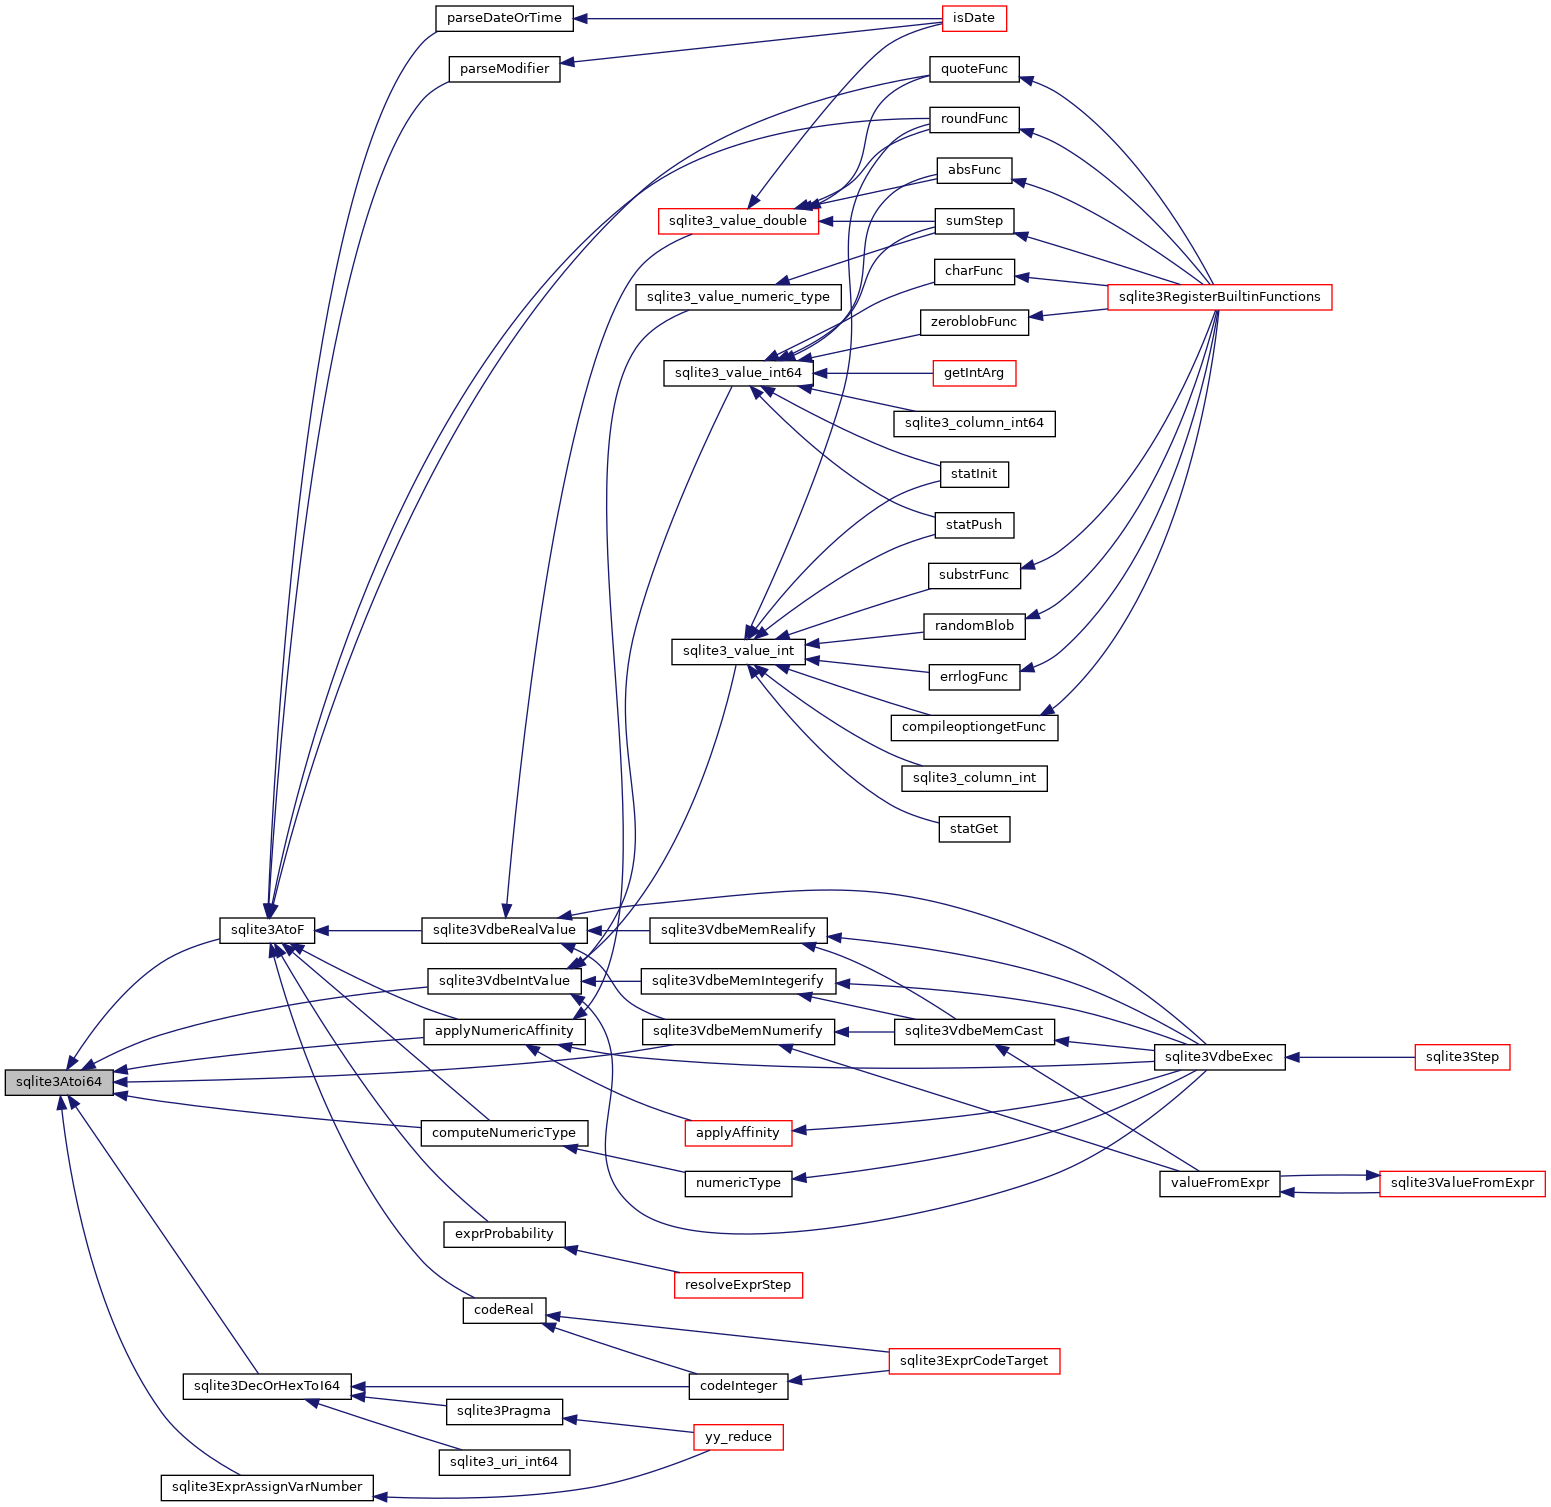 parseDateOrTime
isDate
parseModifier
quoteFunc
roundFunc
absFunc
sqlite3_value_double
sumStep
charFunc
sqlite3_value_numeric_type
sqlite3RegisterBuiltinFunctions
zeroblobFunc
sqlite3_value_int64
getIntArg
sqlite3_column_int64
statInit
statPush
substrFunc
randomBlob
sqlite3_value_int
errlogFunc
compileoptiongetFunc
sqlite3_column_int
statGet
sqlite3AtoF
sqlite3VdbeRealValue
sqlite3VdbeMemRealify
sqlite3VdbeIntValue
sqlite3VdbeMemIntegerify
applyNumericAffinity
sqlite3VdbeMemNumerify
sqlite3VdbeMemCast
sqlite3VdbeExec
sqlite3Step
sqlite3Atoi64
computeNumericType
applyAffinity
numericType
valueFromExpr
sqlite3ValueFromExpr
exprProbability
resolveExprStep
codeReal
sqlite3ExprCodeTarget
sqlite3DecOrHexToI64
codeInteger
sqlite3Pragma
yy_reduce
sqlite3_uri_int64
sqlite3ExprAssignVarNumber